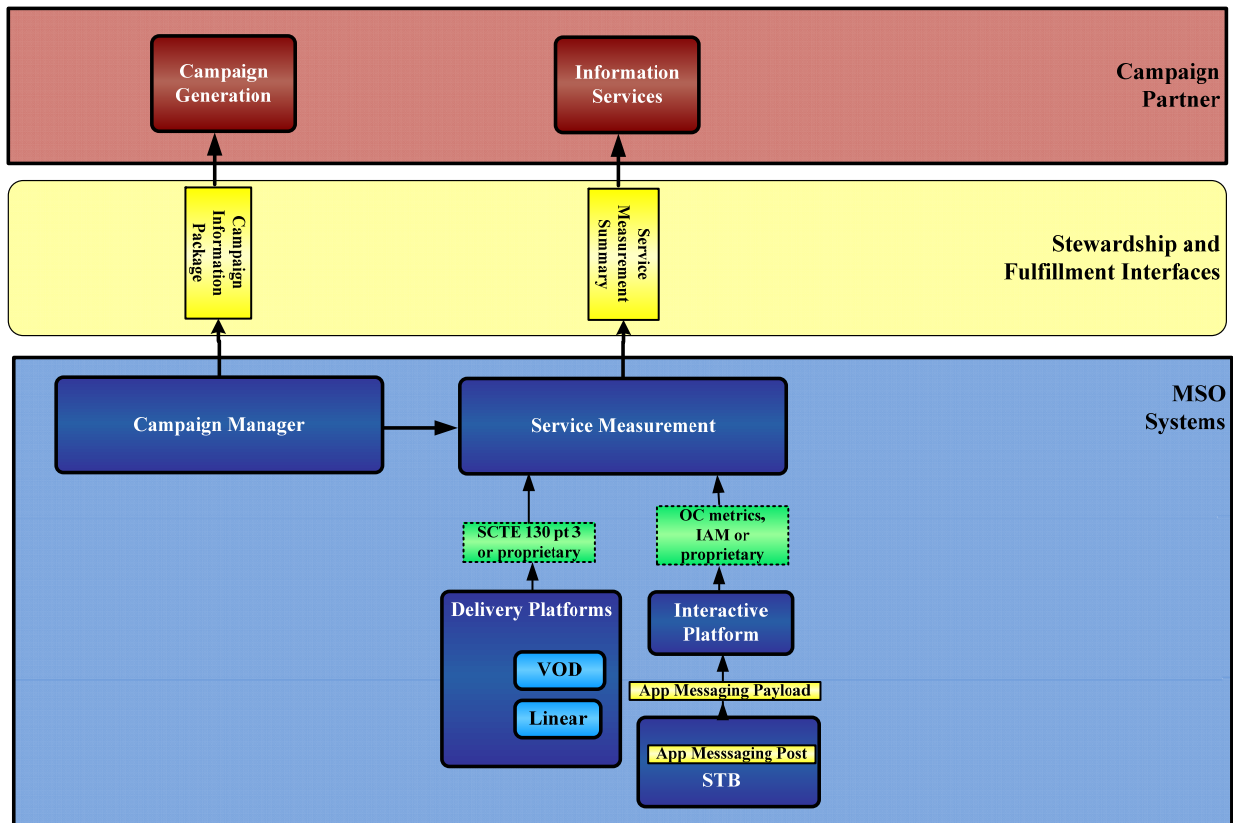 Campaign
Generation
Information
Services
Campaign
Partner
Campaign
Information
Package
Service
Measurement
Summary
Stewardship and
Fulfillment Interfaces
MSO
Systems
Campaign Manager
Service Measurement
SCTE 130 pt 3
or proprietary
OC metrics,
IAM or
proprietary
Delivery Platforms
VOD
Linear
Interactive
Platform
App Messaging Payload
App Messsaging Post
STB